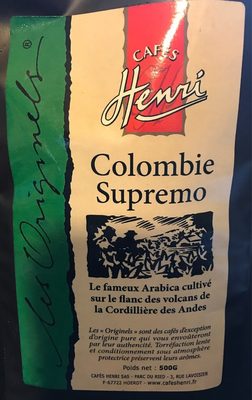 Les Originels ®
CAFÉS
Henri
Colombie
Supremo
Le fameux Arabica cultivé
sur le flanc des volcans de
la Cordillière des Andes
Les « Originels » sont des cafés d'exception
d'origine pure qui vous envoûteront
par leur authencité. Torréfaction lente
et conditionnement sous atmosphère
protectrice préservent leurs arômes.
Poids net : 500G
CAFÉS HENRI SAS - PARC DU RIED - 3, RUE LAVOISIER
F-67722 HOERDT - www.cafeshenri.fr